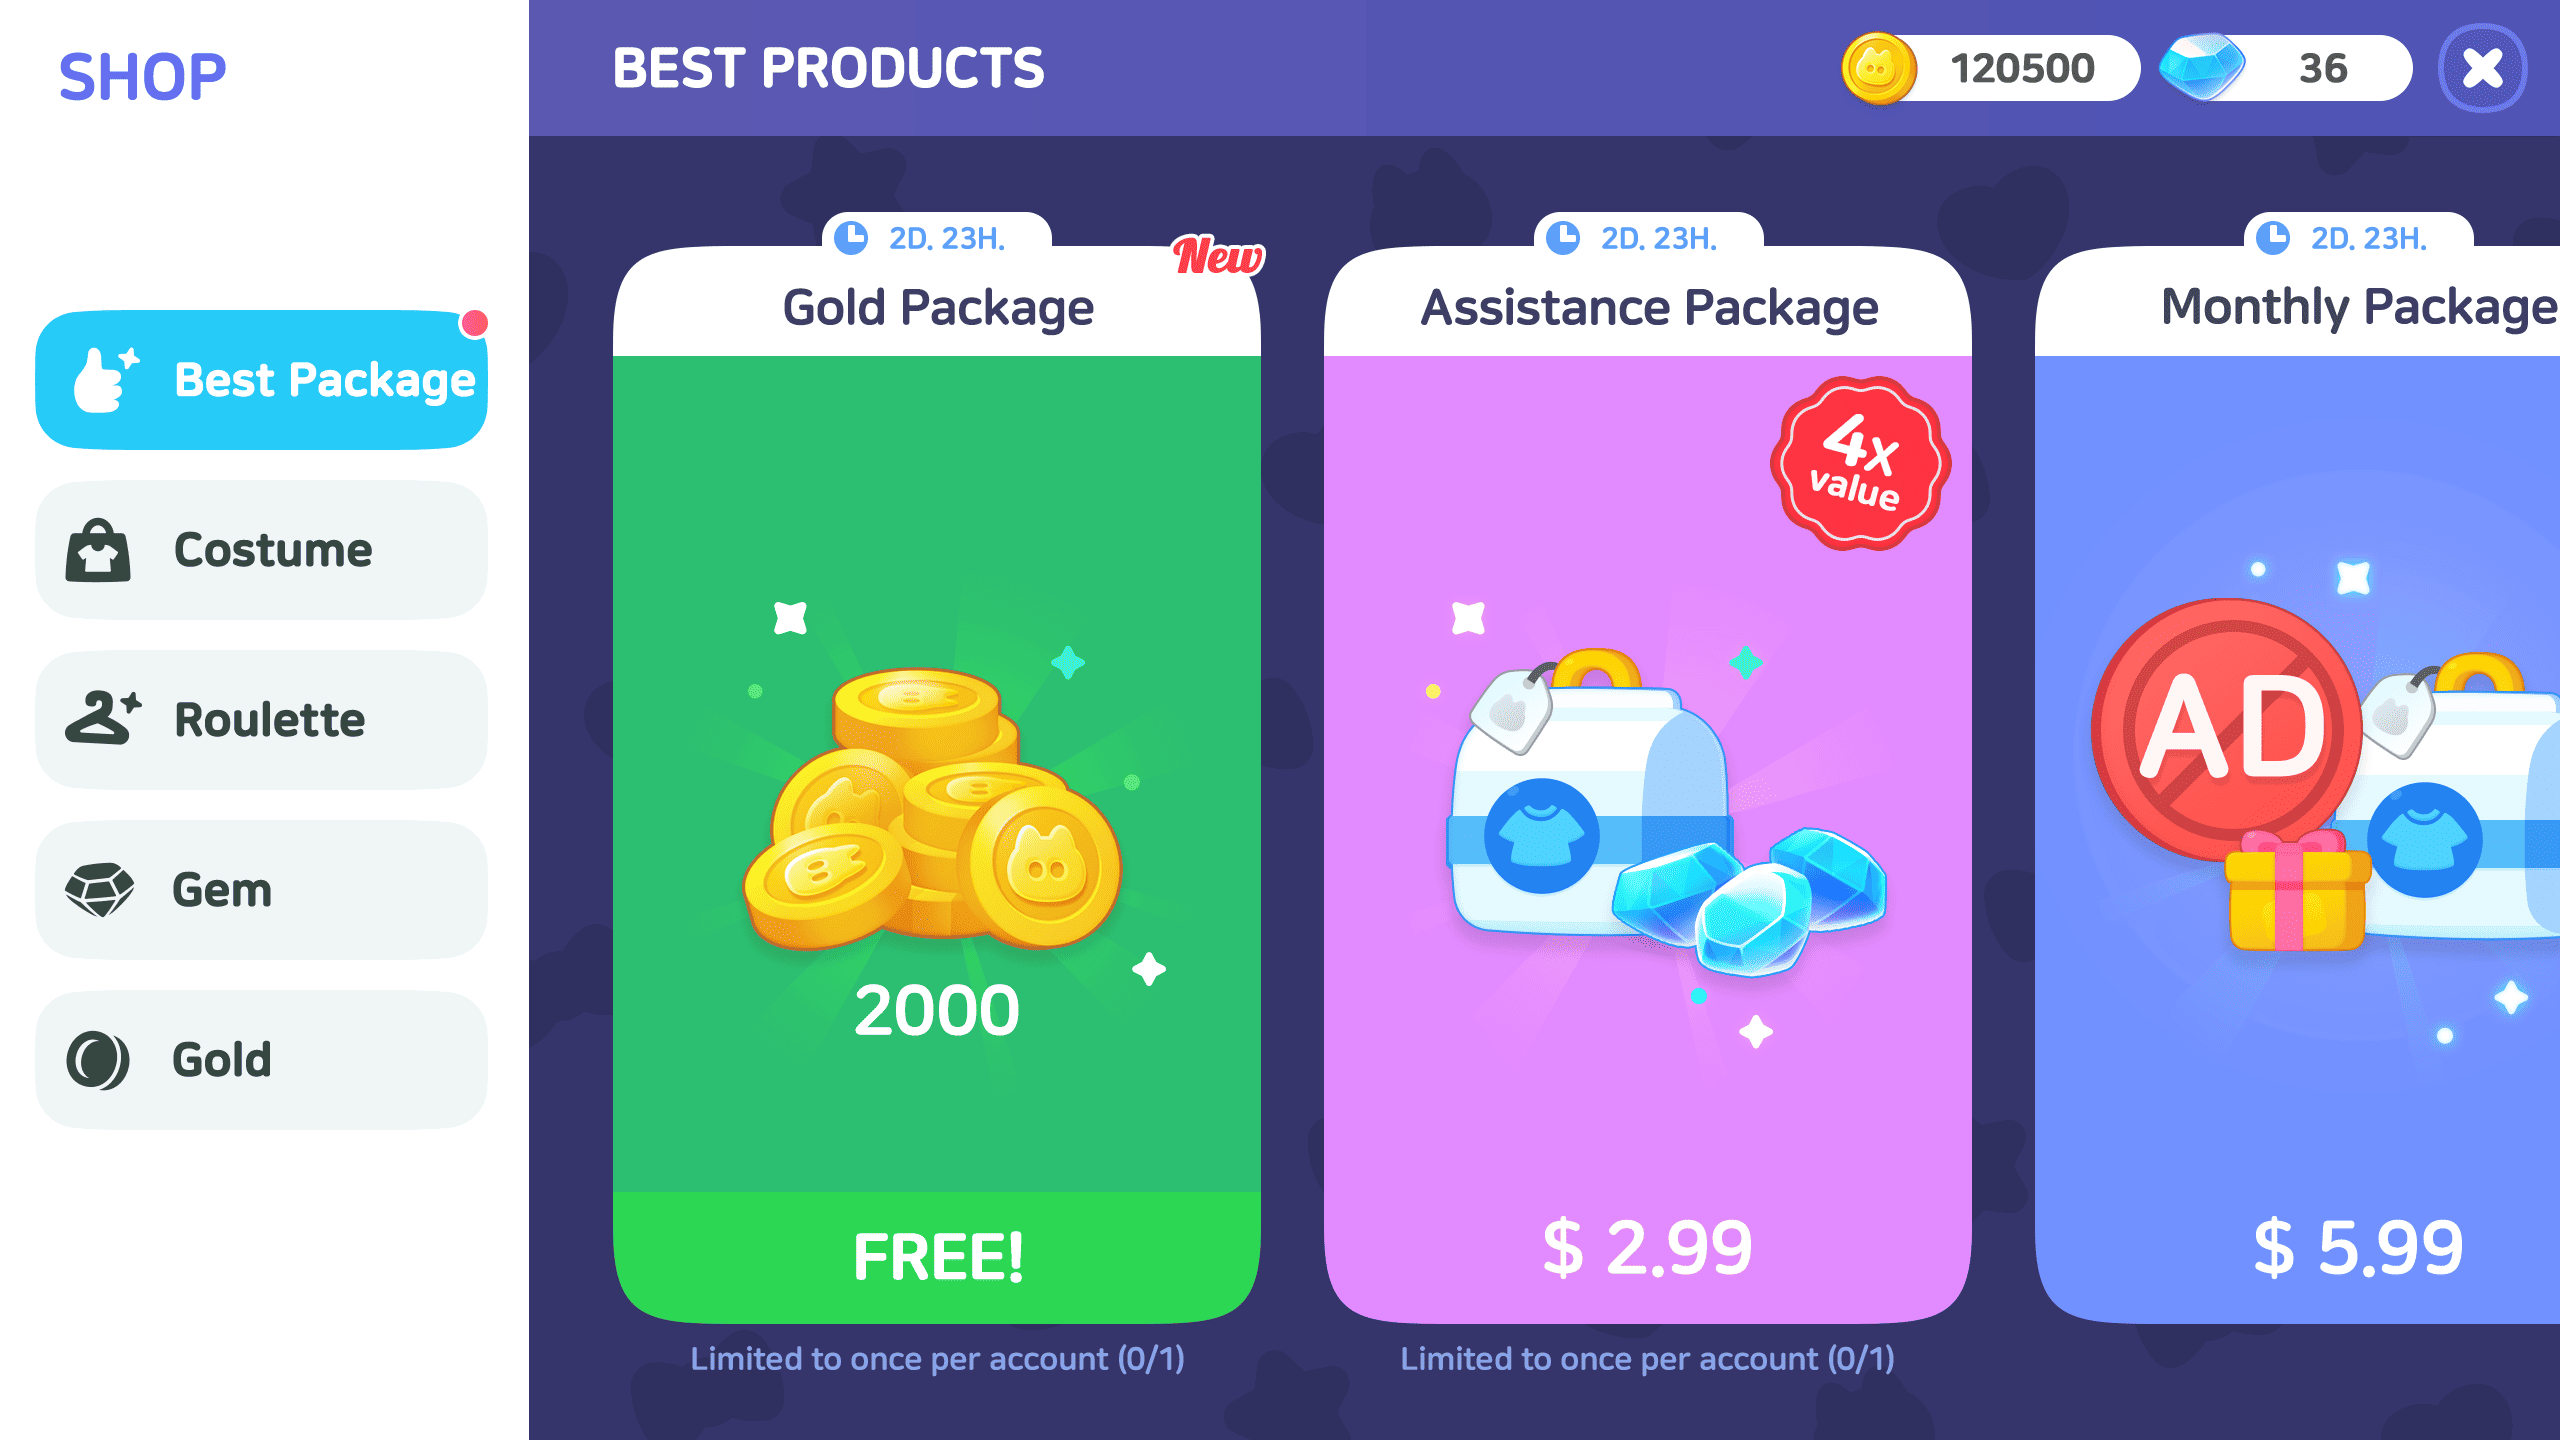 SHOP
Best Package
Costume
Roulette
Gem
Gold
BEST PRODUCTS
120500
36
2D. 23H.
New
Gold Package
2000
FREE!
Limited to once per account (0/1)
2D. 23H.
Assistance Package
4x
value
$ 2.99
Limited to once per account (0/1)
2D. 23H.
Monthly Package
AD
$ 5.99